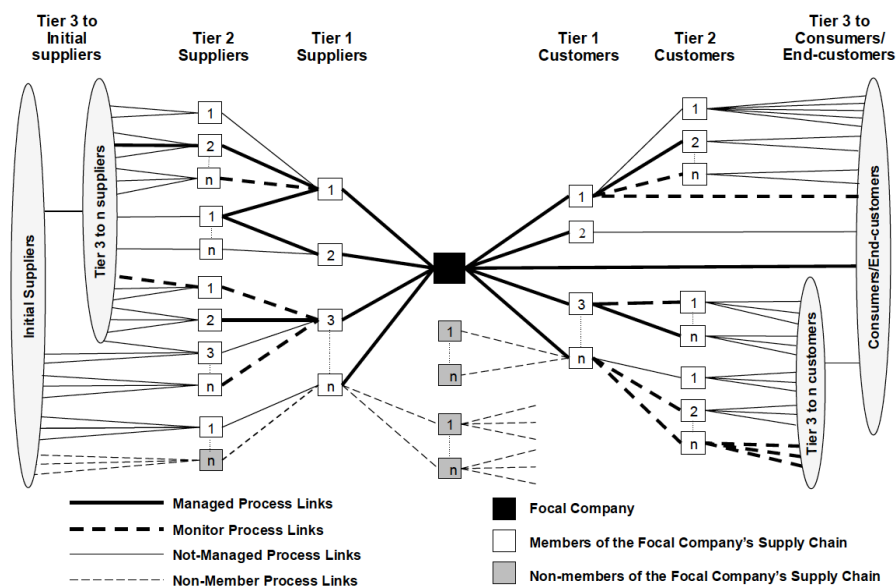 Tier 3 to
Initial
suppliers
Tier 2
Suppliers
Tier 1
Suppliers
Tier 1
Customers
Tier 2
Customers
Tier 3 to
Consumers/
End-customers
Initial Suppliers
Tier 3 to n suppliers
1
2
n
1
n
1
2
3
n
1
n
1
2
3
n
1
n
1
n
1
2
3
n
1
2
n
1
n
1
2
n
Tier 3 to n customers
Consumers/End-customers
Managed Process Links
Monitor Process Links
Not-Managed Process Links
Non-Member Process Links
Focal Company
Members of the Focal Company's Supply Chain
Non-members of the Focal Company's Supply Chain